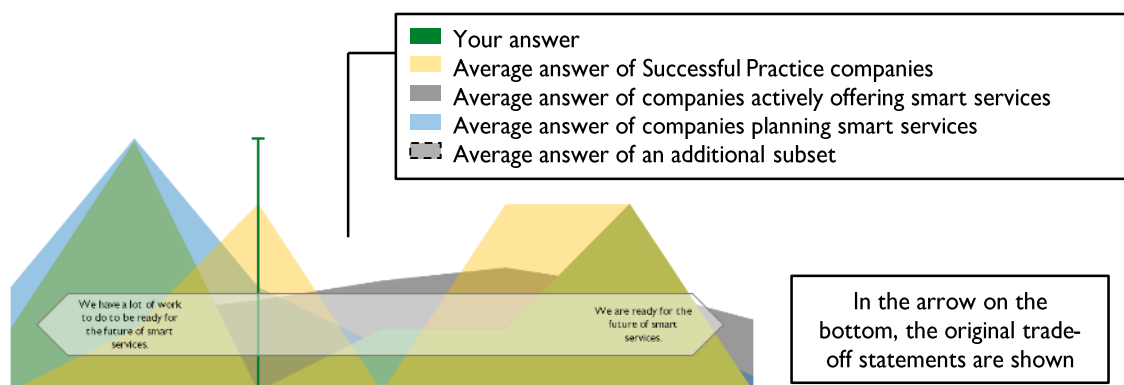 Your answer
Average answer of Successful Practice companies
Average answer of companies actively offering smart services
Average answer of companies planning smart services
Average answer of an additional subset
We have a lot of work
to do to be ready for
the future of smart
services.
We are ready for the
future of smart
services.
In the arrow on the
bottom, the original trade-
off statements are shown